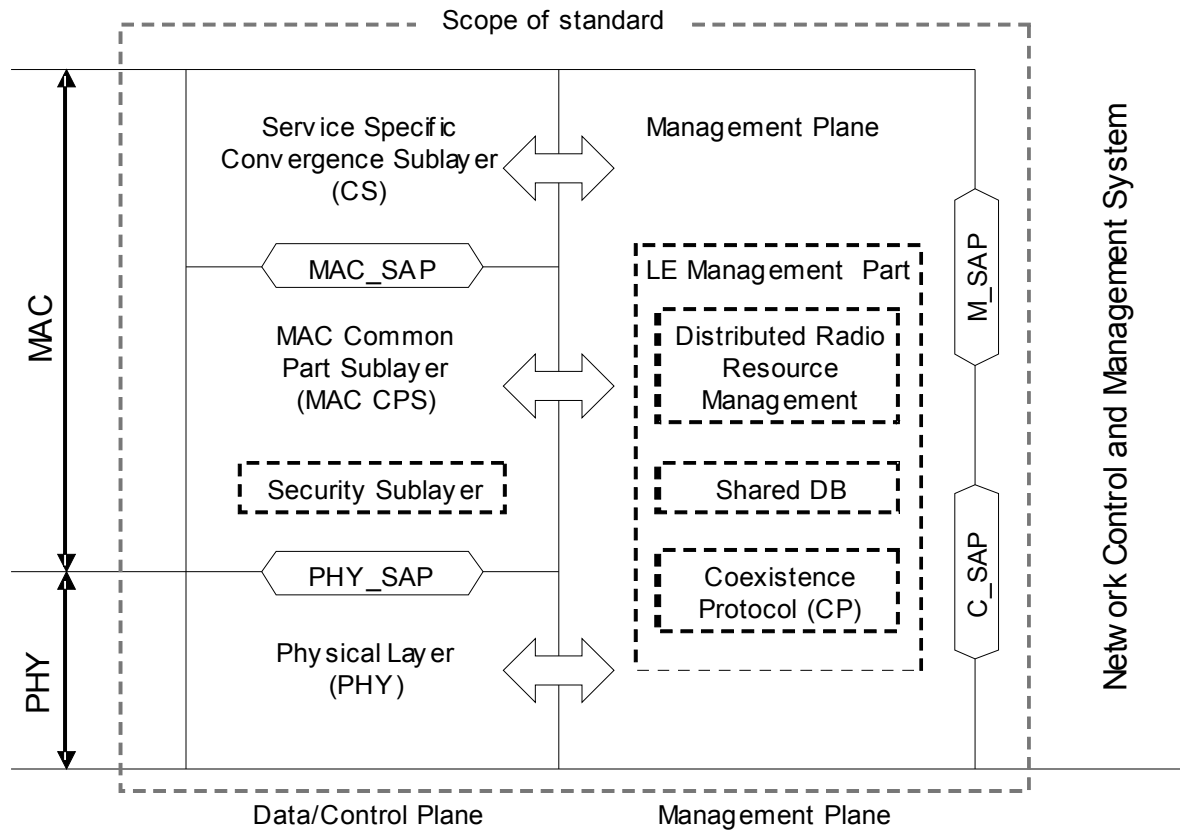 Scope of standard
Service Specific
Convergence Sublayer
(CS)
Management Plane
MAC_SAP
LE Management Part
MAC Common
Part Sublayer
(MAC CPS)
Distributed Radio
Resource
Management
Security Sublayer
Shared DB
PHY_SAP
Coexistence
Protocol (CP)
Physical Layer
(PHY)
MAC
PHY
M_SAP
C_SAP
Network Control and Management System
Data/Control Plane
Management Plane